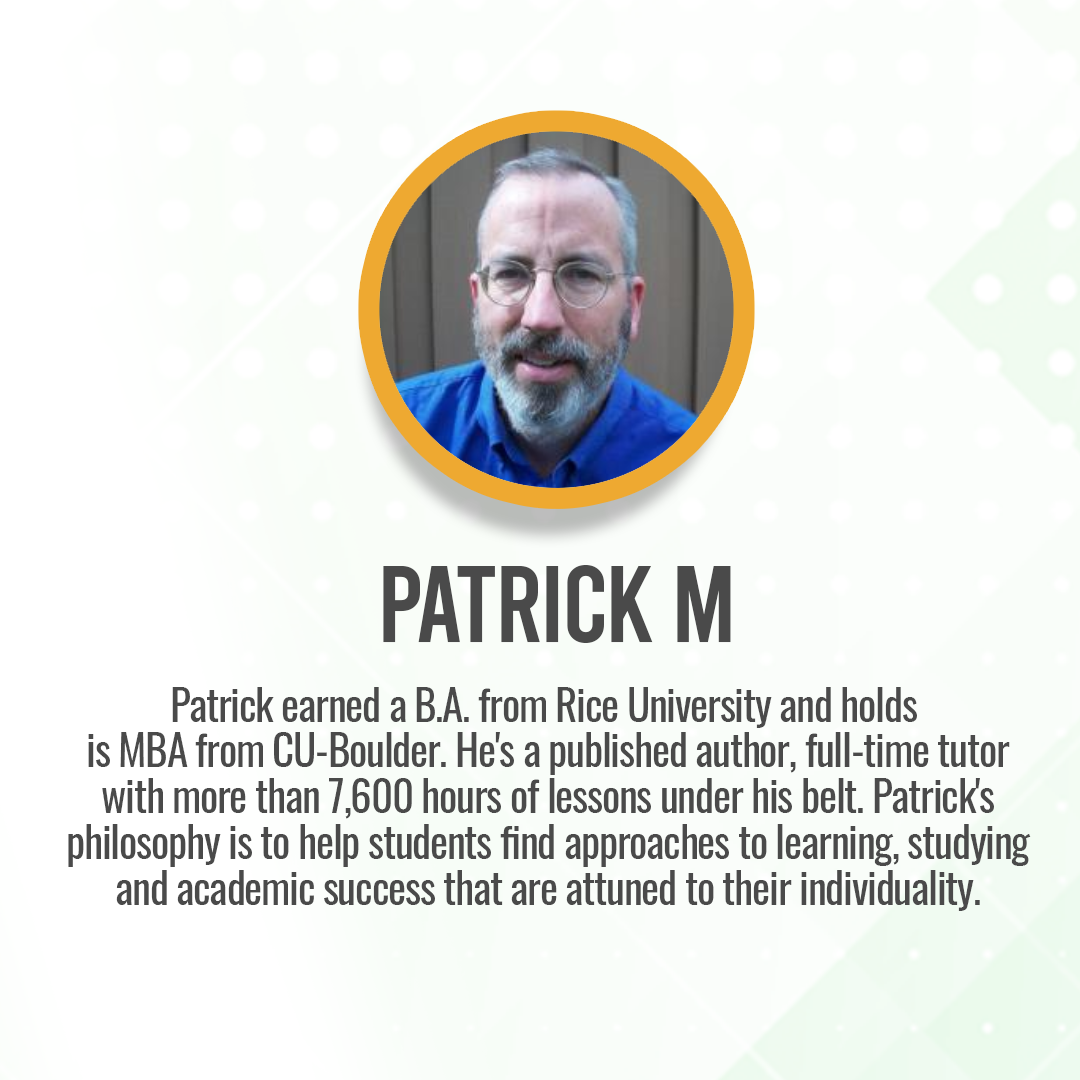 PATRICK M
Patrick earned a B.A. from Rice University and holds
is MBA from CU-Boulder. He's a published author, full-time tutor
with more than 7,600 hours of lessons under his belt. Patrick's
philosophy is to help students find approaches to learning, studying
and academic success that are attuned to their individuality.